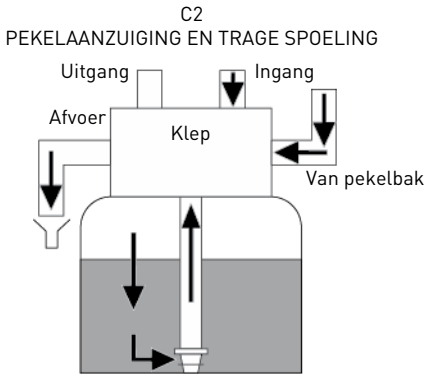 C2
PEKELAANZUIGING EN TRAGE SPOELING
Uitgang
Ingang
Afvoer
Klep
Van pekelbak